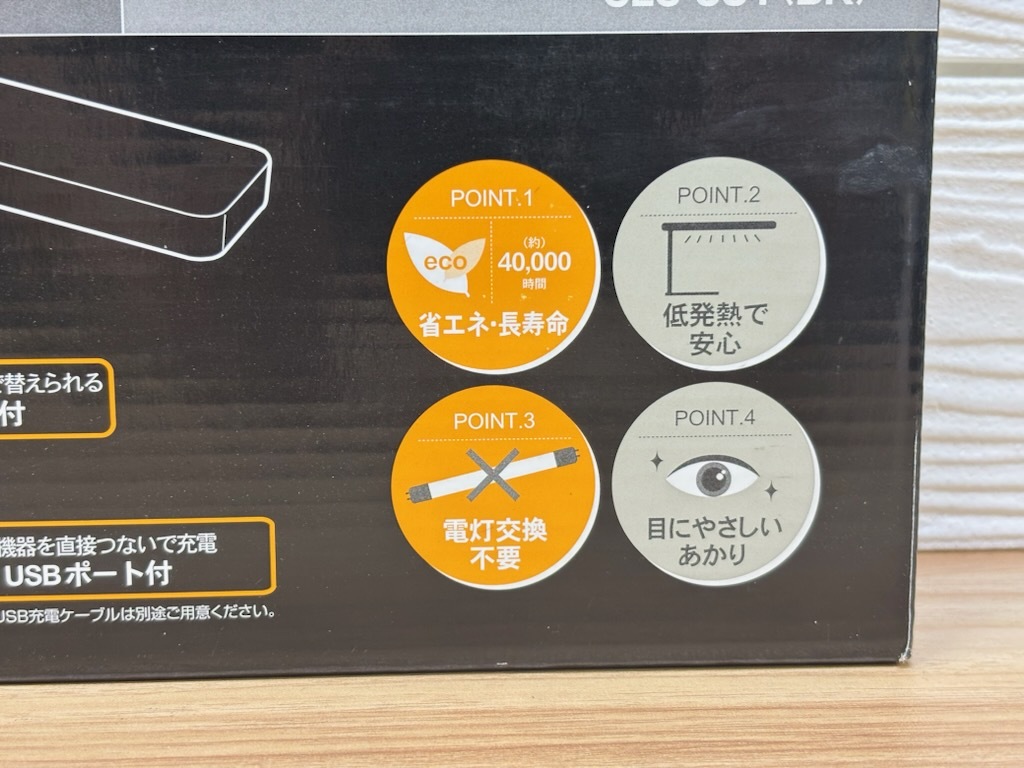 POINT.1
eco
(約)
40,000
時間
省エネ・長寿命
POINT.2
低発熱で
安心
替えられる
付
POINT.3
電灯交換
不要
POINT.4
目にやさしい
あかり
機器を直接つないで充電
USBポート付
USB充電ケーブルは別途ご用意ください。